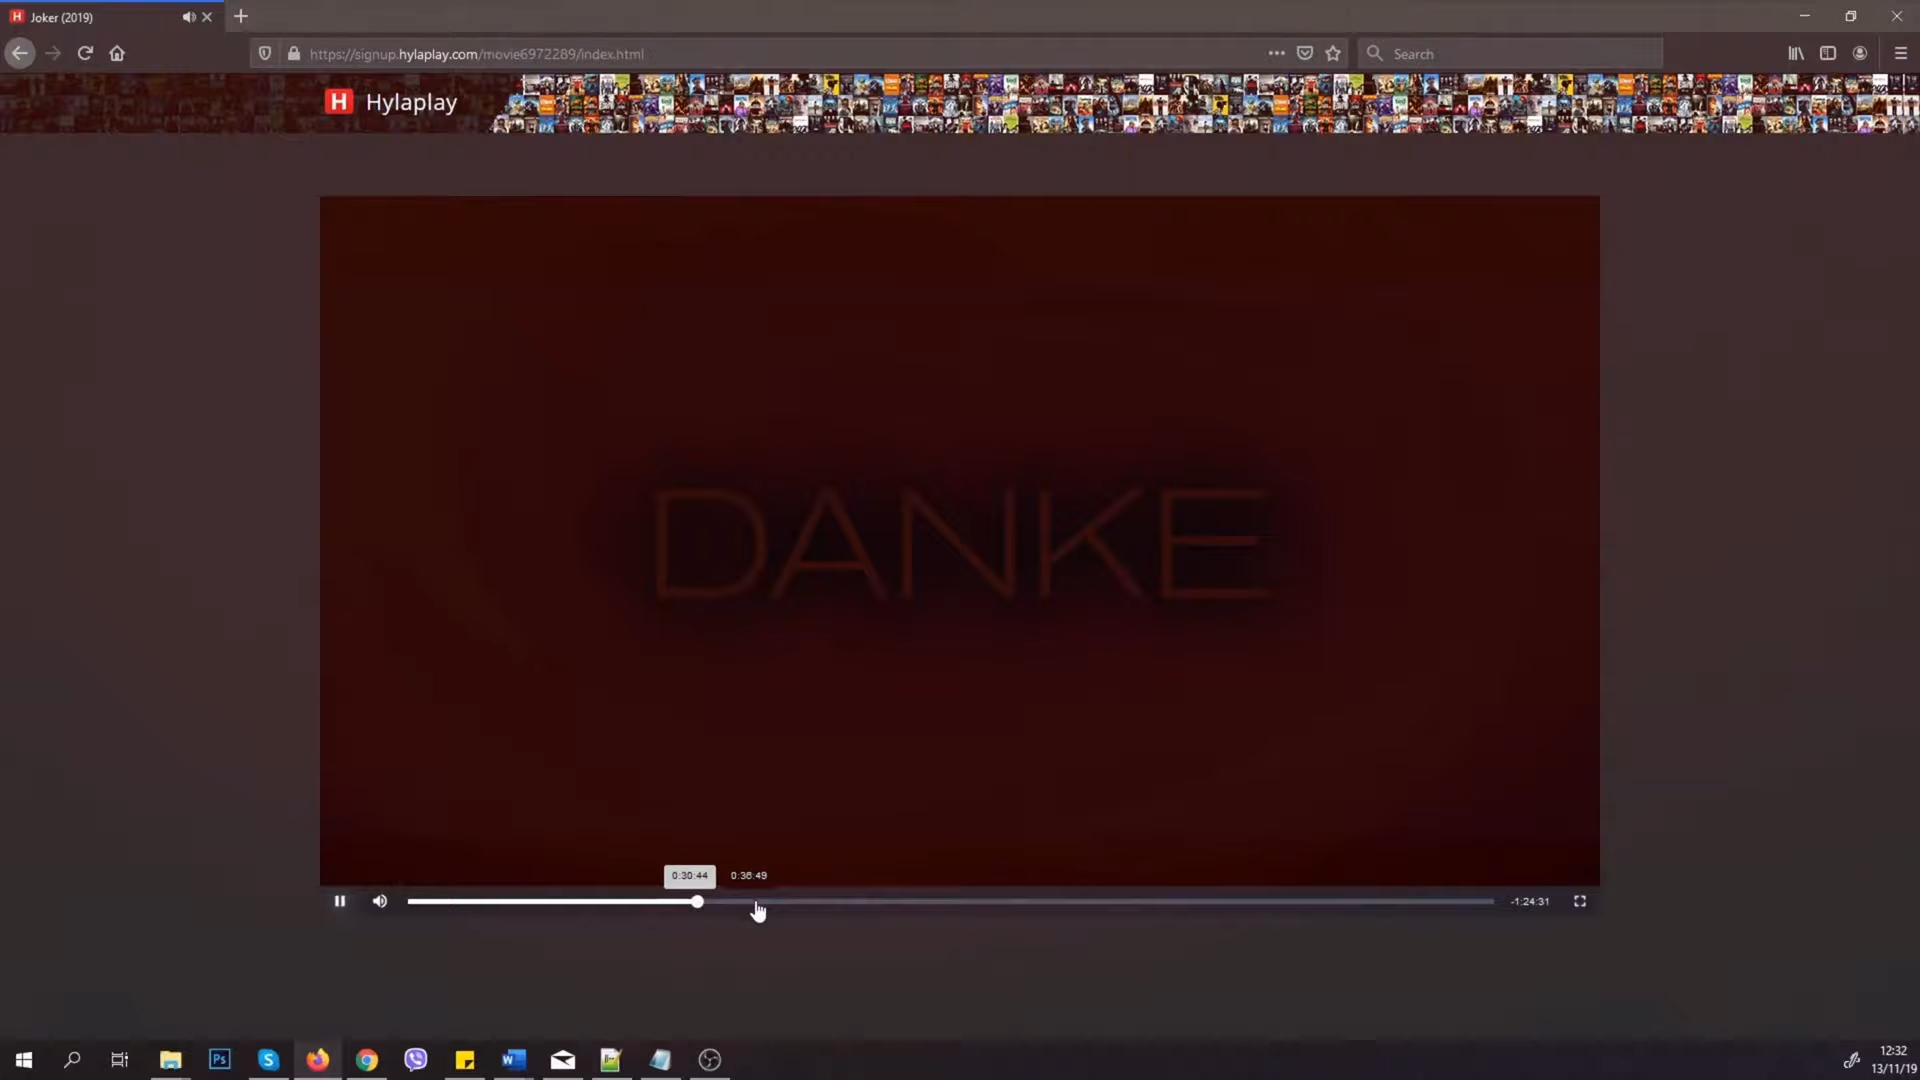 Joker (2019)
https://signup.hylaplay.com/movie6972289/index.html
Search
H Hylaplay
DANKE
0:30:44 0:36:49
-1:24:31
12:32
13/11/19